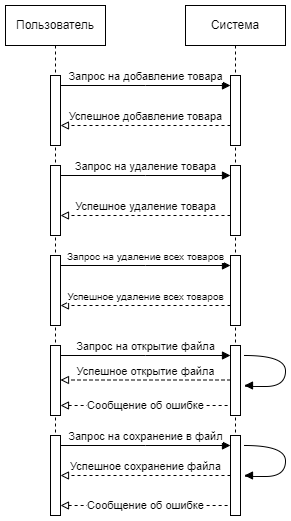 Пользователь
Система
Запрос на добавление товара
Успешное добавление товара
Запрос на удаление товара
Успешное удаление товара
Запрос на удаление всех товаров
Успешное удаление всех товаров
Запрос на открытие файла
Успешное открытие файла
Сообщение об ошибке
Запрос на сохранение в файл
Успешное сохранение файла
Сообщение об ошибке